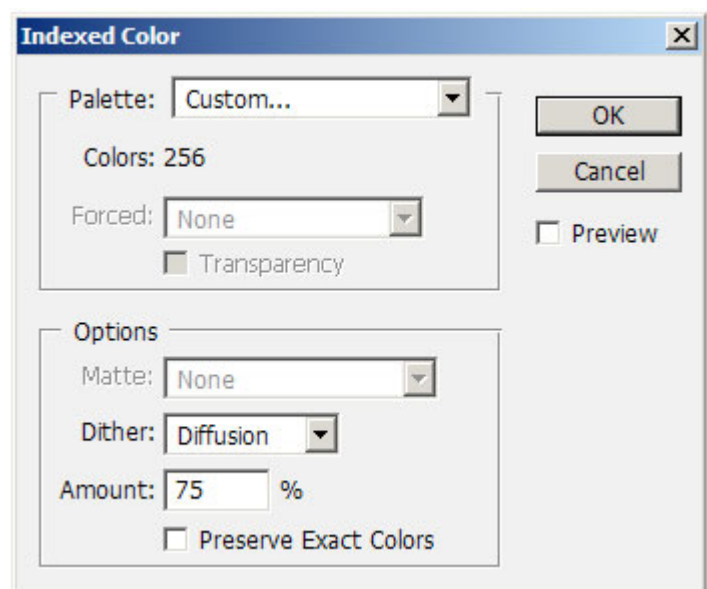 Indexed Color
Palette: Custom...
OK
Colors: 256
Cancel
Forced: None
Preview
Transparency
Options
Matte: None
Dither: Diffusion
Amount: 75 %
Preserve Exact Colors